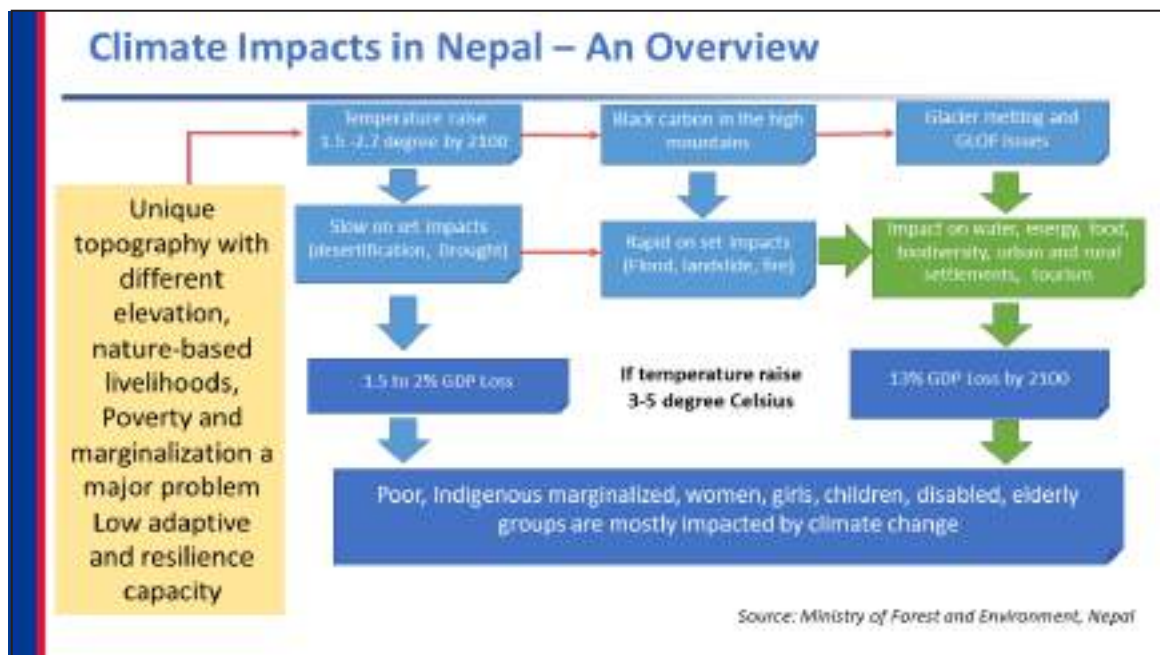 Climate Impacts in Nepal – An Overview
Temperature raise
1.5 -2.7 degree by 2100
Black carbon in the high
mountains
Glacier melting and
GLOF issues
Unique
topography with
different
elevation,
nature-based
livelihoods,
Poverty and
marginalization a
major problem
Low adaptive
and resilience
capacity
Slow on set impacts
(desertification, Drought)
Rapid on set impacts
(Flood, landslide, fire)
Impact on water, energy, food,
biodiversity, urban and rural
settlements, tourism
1.5 to 2% GDP Loss
If temperature raise
3-5 degree Celsius
13% GDP Loss by 2100
Poor, Indigenous marginalized, women, girls, children, disabled, elderly
groups are mostly impacted by climate change
Source: Ministry of Forest and Environment, Nepal